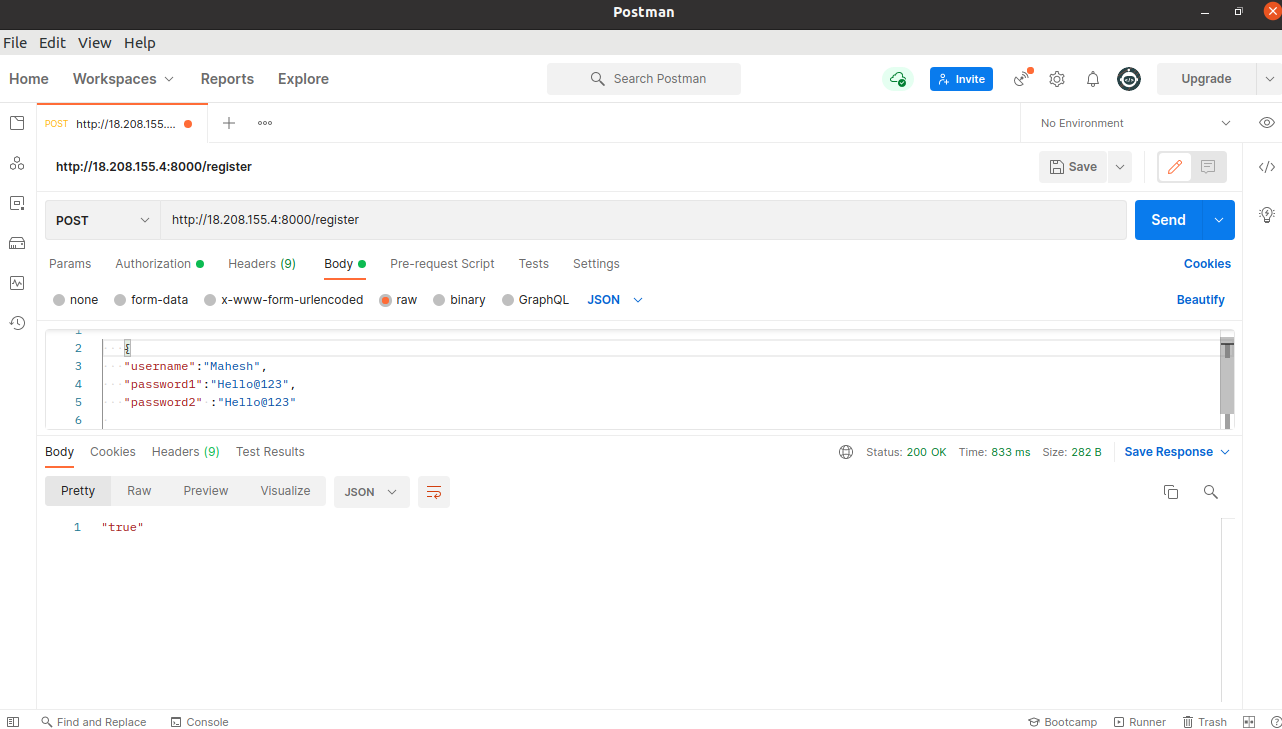 Postman
File Edit View Help
Home Workspaces Reports Explore Search Postman Invite Upgrade
POST http://18.208.155.... No Environment
http://18.208.155.4:8000/register Save
POST http://18.208.155.4:8000/register Send
Params Authorization Headers (9) Body Pre-request Script Tests Settings Cookies
none form-data x-www-form-urlencoded raw binary GraphQL JSON Beautify
1
2 {
3 "username":"Mahesh",
4 "password1":"Hello@123",
5 "password2" :"Hello@123"
6
Body Cookies Headers (9) Test Results Status: 200 OK Time: 833 ms Size: 282 B Save Response
Pretty Raw Preview Visualize JSON
1 "true"
Find and Replace Console Bootcamp Runner Trash